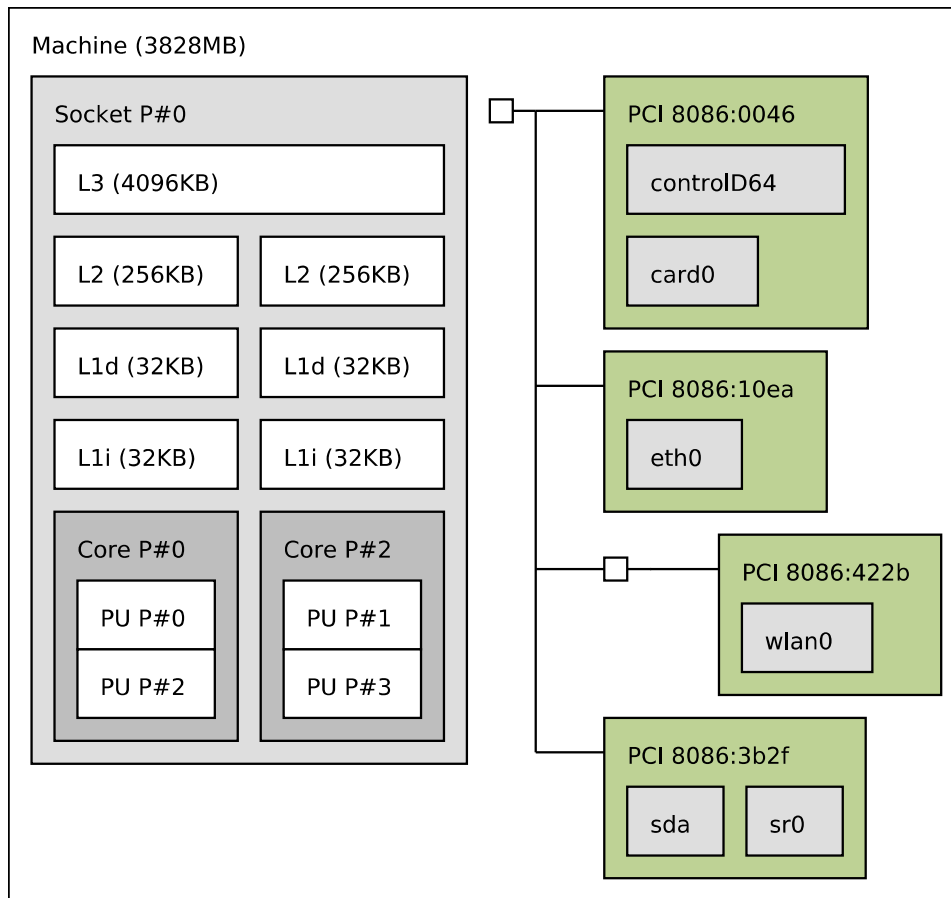 Machine (3828MB)
Socket P#0
L3 (4096KB)
L2 (256KB)
L2 (256KB)
L1d (32KB)
L1d (32KB)
L1i (32KB)
L1i (32KB)
Core P#0
PU P#0
PU P#2
Core P#2
PU P#1
PU P#3
PCI 8086:0046
controlD64
card0
PCI 8086:10ea
eth0
PCI 8086:422b
wlan0
PCI 8086:3b2f
sda
sr0